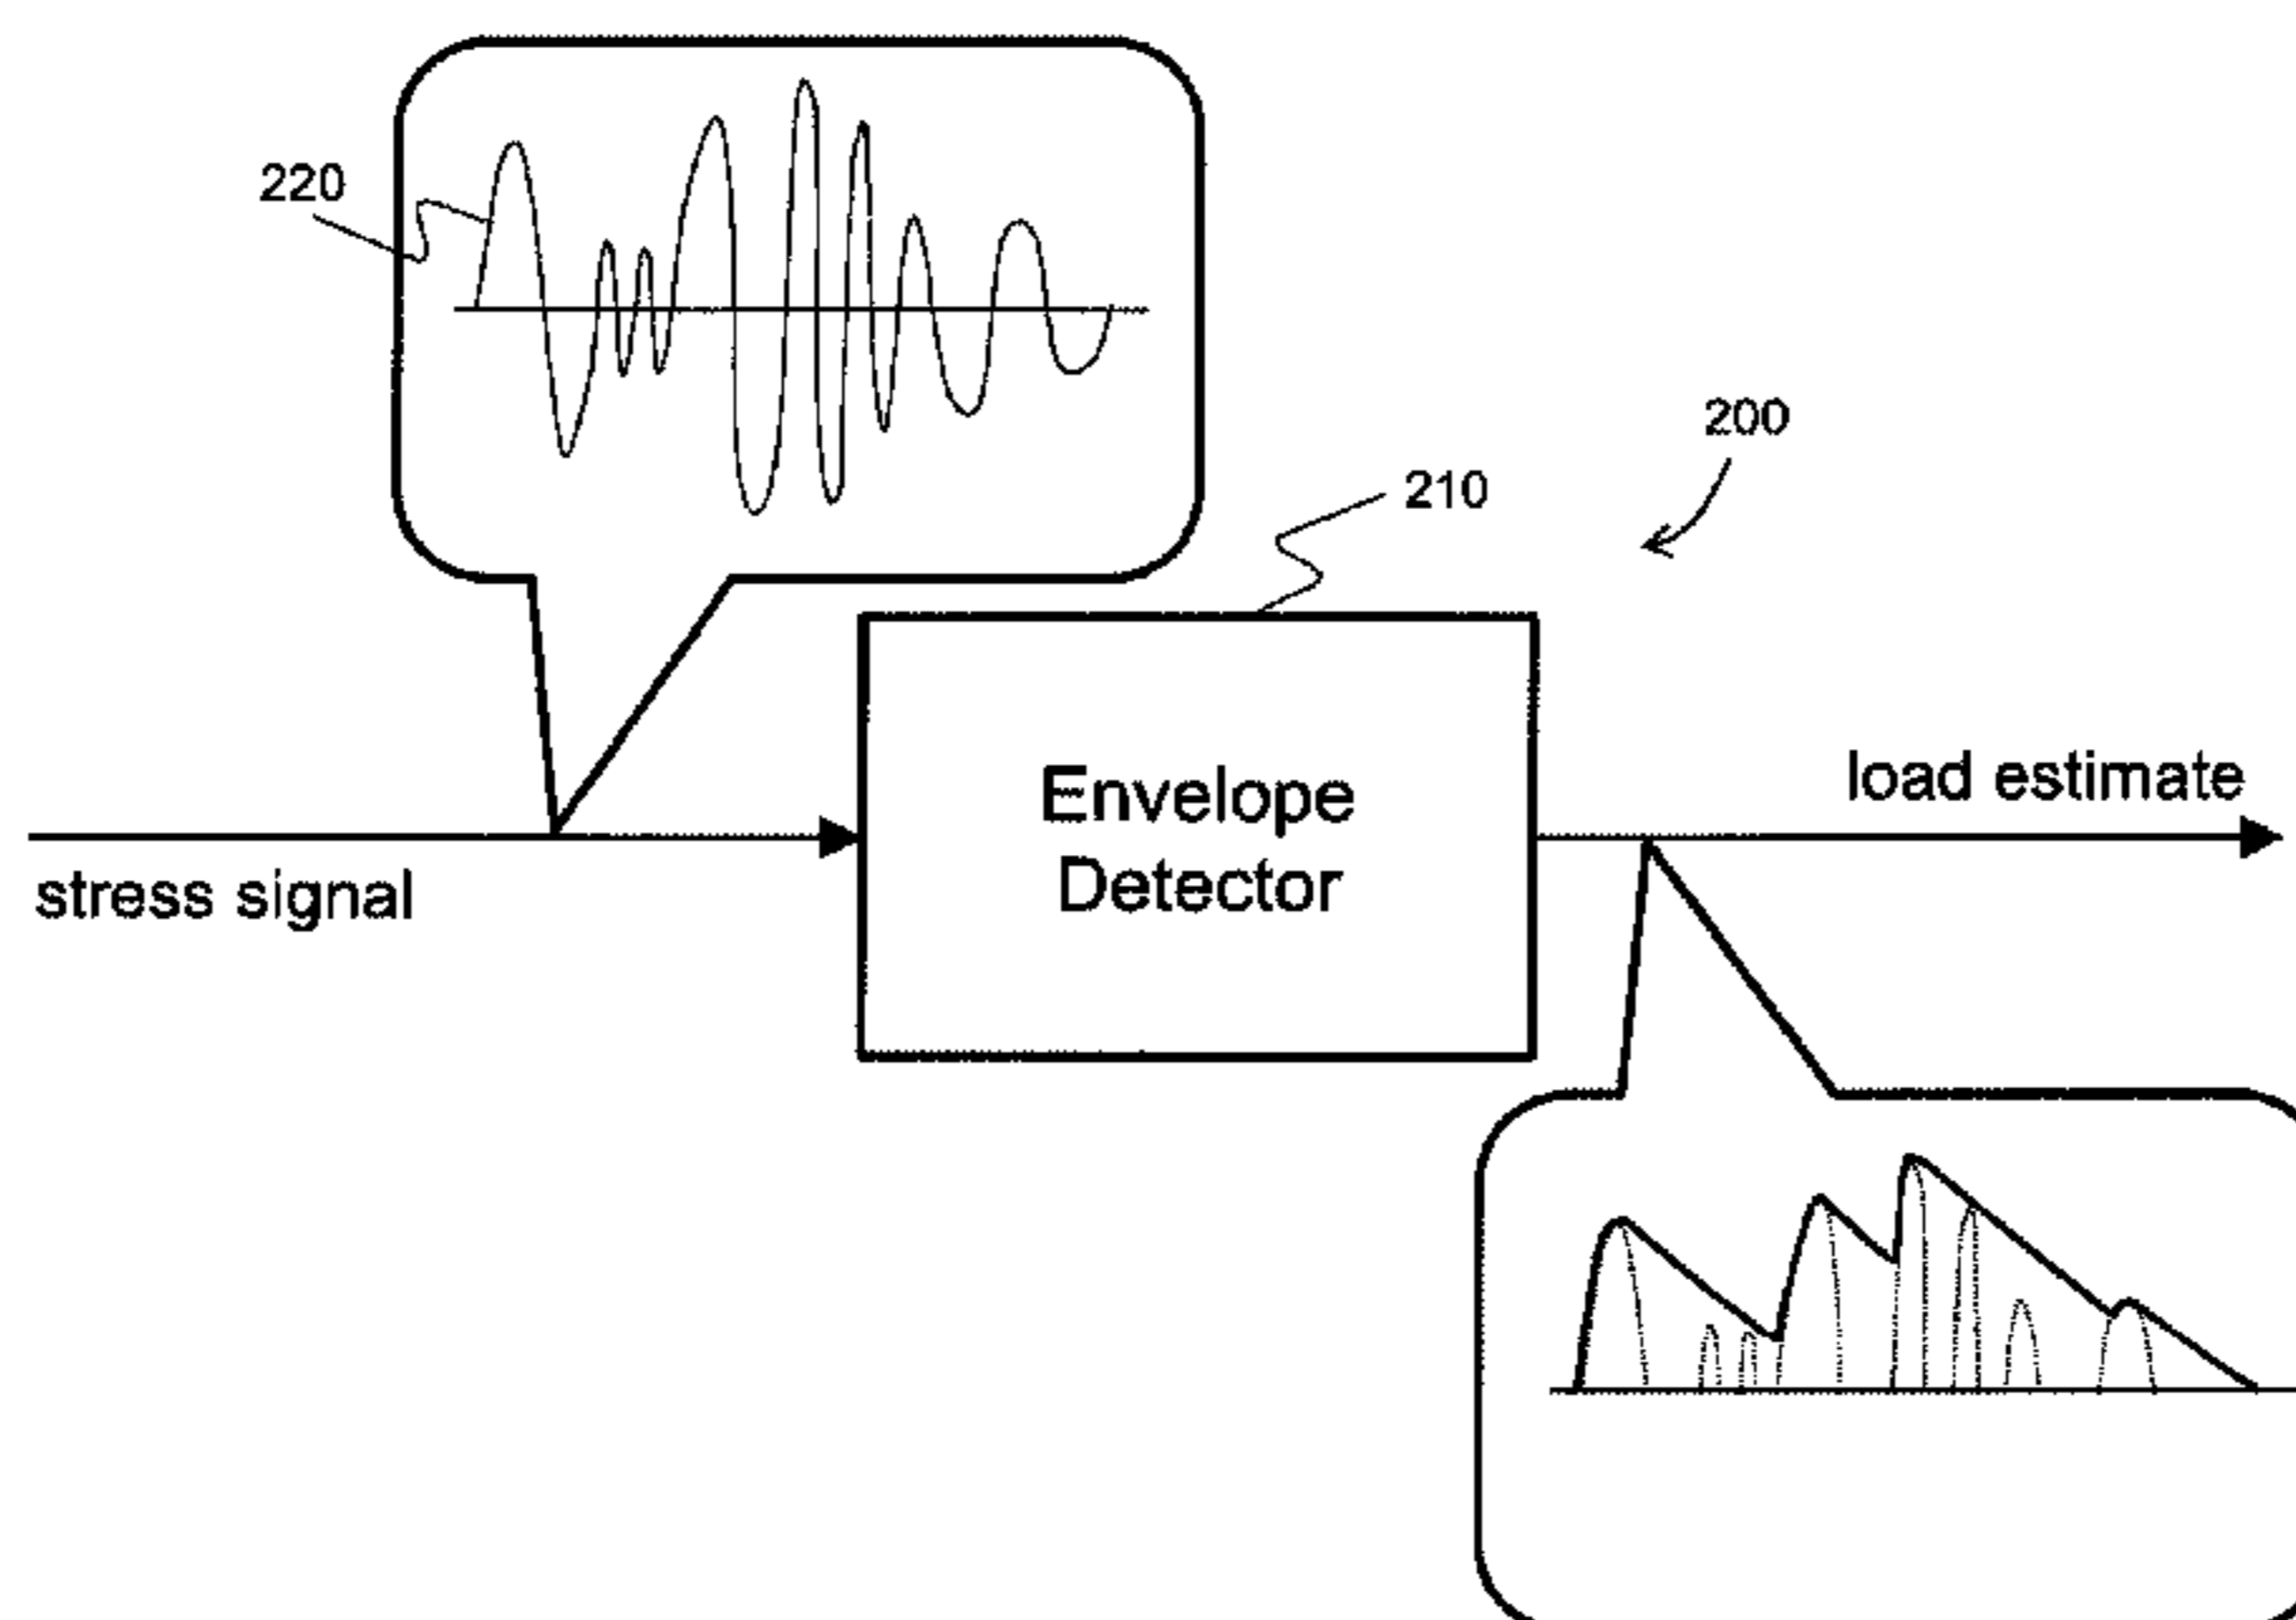 220
200
210
load estimate
Envelope
Detector
stress signal